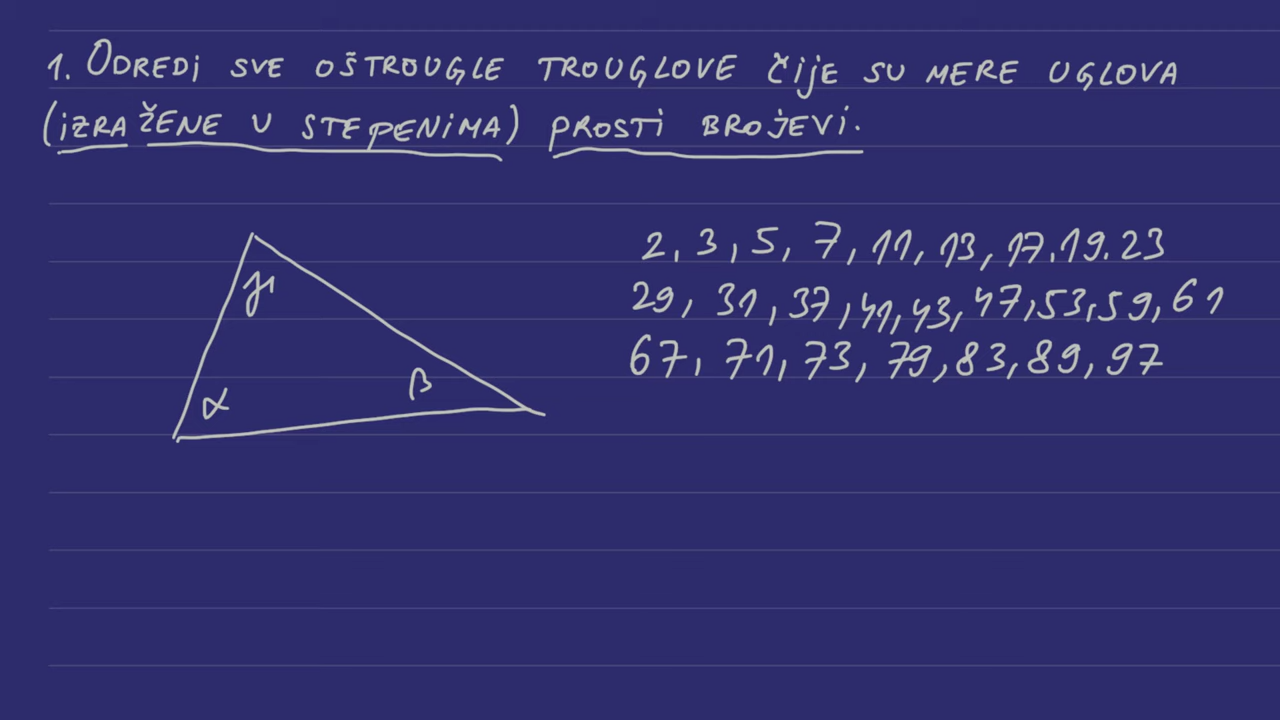 1. ODREDI SVE OŠTROUGLE TROUGLOVE ČIJE SU MERE UGLOVA
(IZRAŽENE U STEPENIMA) PROSTI BROJEVI.
2, 3, 5, 7, 11, 13, 17, 19. 23
γ
29, 31, 37, 41, 43, 47, 53, 59, 61
67, 71, 73, 79, 83, 89, 97
α β